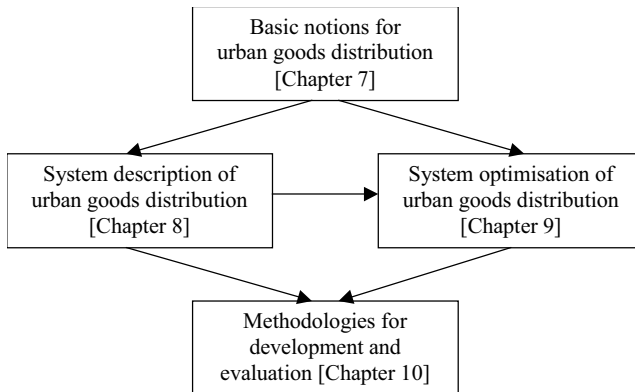 Basic notions for
urban goods distribution
[Chapter 7]
System description of
urban goods distribution
[Chapter 8]
System optimisation of
urban goods distribution
[Chapter 9]
Methodologies for
development and
evaluation [Chapter 10]